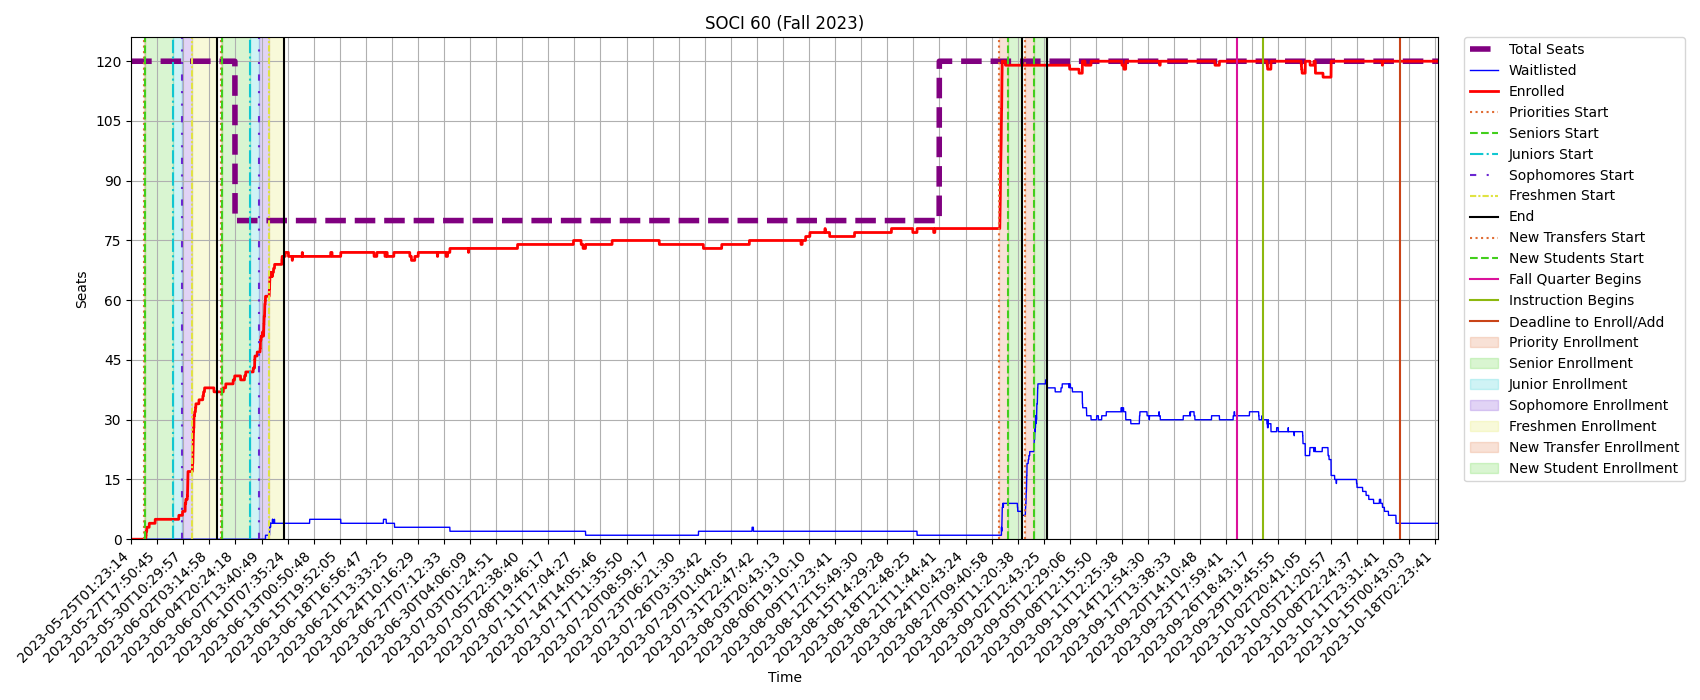 SOCI 60 (Fall 2023)
Seats
120
105
90
75
60
45
30
15
0
2023-05-25T01:23:14
2023-05-27T17:50:45
2023-05-30T10:29:57
2023-06-02T03:14:58
2023-06-04T20:24:18
2023-06-07T13:40:49
2023-06-10T07:35:24
2023-06-13T00:50:48
2023-06-15T19:52:05
2023-06-18T16:56:47
2023-06-21T13:33:25
2023-06-24T10:16:29
2023-06-27T07:12:33
2023-06-30T04:06:09
2023-07-03T01:24:51
2023-07-05T22:38:40
2023-07-08T19:46:17
2023-07-11T17:04:27
2023-07-14T14:05:46
2023-07-17T11:35:50
2023-07-20T08:59:17
2023-07-23T06:21:30
2023-07-26T03:33:42
2023-07-29T01:04:05
2023-07-31T22:47:42
2023-08-03T20:43:13
2023-08-06T19:10:10
2023-08-09T17:23:41
2023-08-12T15:49:30
2023-08-15T14:29:28
2023-08-18T12:48:25
2023-08-21T11:44:41
2023-08-24T10:43:24
2023-08-27T09:40:58
2023-08-30T11:20:38
2023-09-02T12:43:25
2023-09-05T12:29:06
2023-09-08T12:15:50
2023-09-11T12:25:38
2023-09-14T12:54:30
2023-09-17T13:38:33
2023-09-20T14:10:48
2023-09-23T17:59:41
2023-09-26T18:43:17
2023-09-29T19:45:55
2023-10-02T20:41:05
2023-10-05T21:20:57
2023-10-08T22:24:37
2023-10-11T23:31:41
2023-10-15T00:43:03
2023-10-18T02:23:41
Time
Total Seats
Waitlisted
Enrolled
Priorities Start
Seniors Start
Juniors Start
Sophomores Start
Freshmen Start
End
New Transfers Start
New Students Start
Fall Quarter Begins
Instruction Begins
Deadline to Enroll/Add
Priority Enrollment
Senior Enrollment
Junior Enrollment
Sophomore Enrollment
Freshmen Enrollment
New Transfer Enrollment
New Student Enrollment